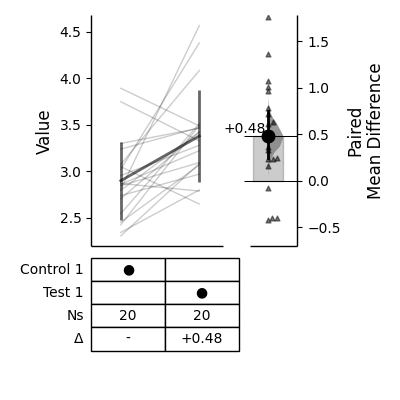 4.5
4.0
3.5
3.0
2.5
Value
+0.48
1.5
1.0
0.5
0.0
−0.5
Paired
Mean Difference
Control 1
Test 1
Ns 20 20
Δ - +0.48